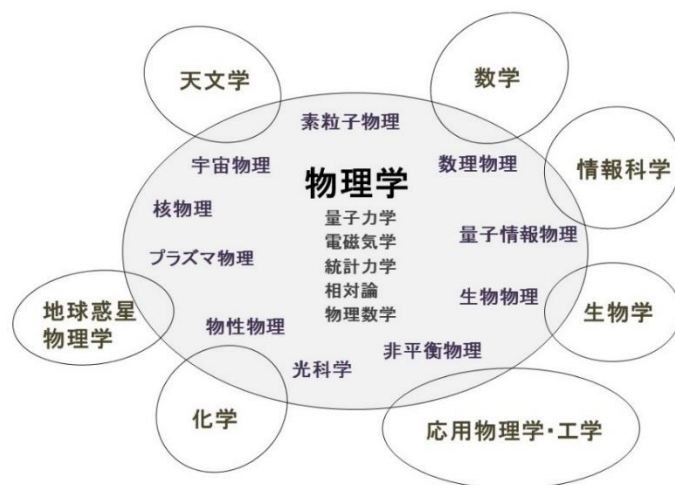 天文学
数学
素粒子物理
宇宙物理
数理物理
情報科学
物理学
核物理
量子力学
電磁気学
統計力学
相対論
物理数学
量子情報物理
プラズマ物理
生物物理
地球惑星
物理学
生物学
物性物理
非平衡物理
光科学
化学
応用物理学・工学